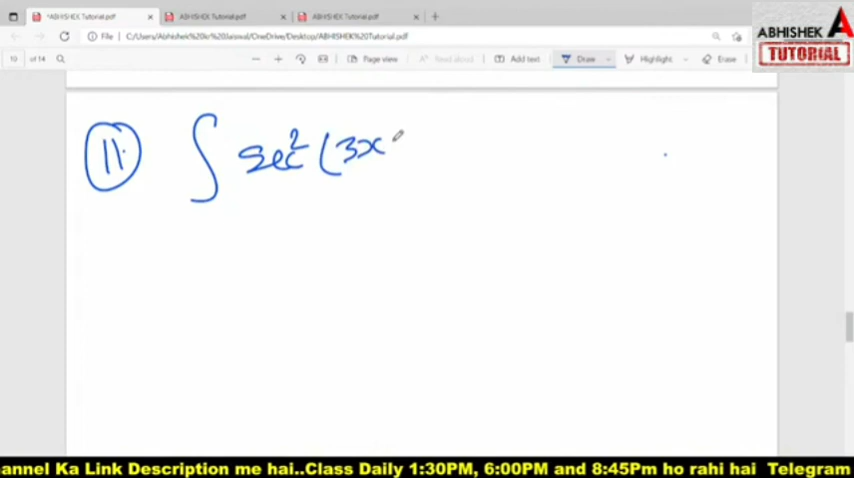 *ABHISHEK Tutorial.pdf
ABHISHEK Tutorial.pdf
ABHISHEK Tutorial.pdf
File
C:/Users/Abhishek%20kr%20Jaiswal/OneDrive/Desktop/ABHISHEK%20Tutorial.pdf
10 of 14
Page view
Read aloud
Add text
Draw
Highlight
Erase
ABHISHEK A
TUTORIAL
11. ∫ sec² (3x
annel Ka Link Description me hai..Class Daily 1:30PM, 6:00PM and 8:45Pm ho rahi hai Telegram